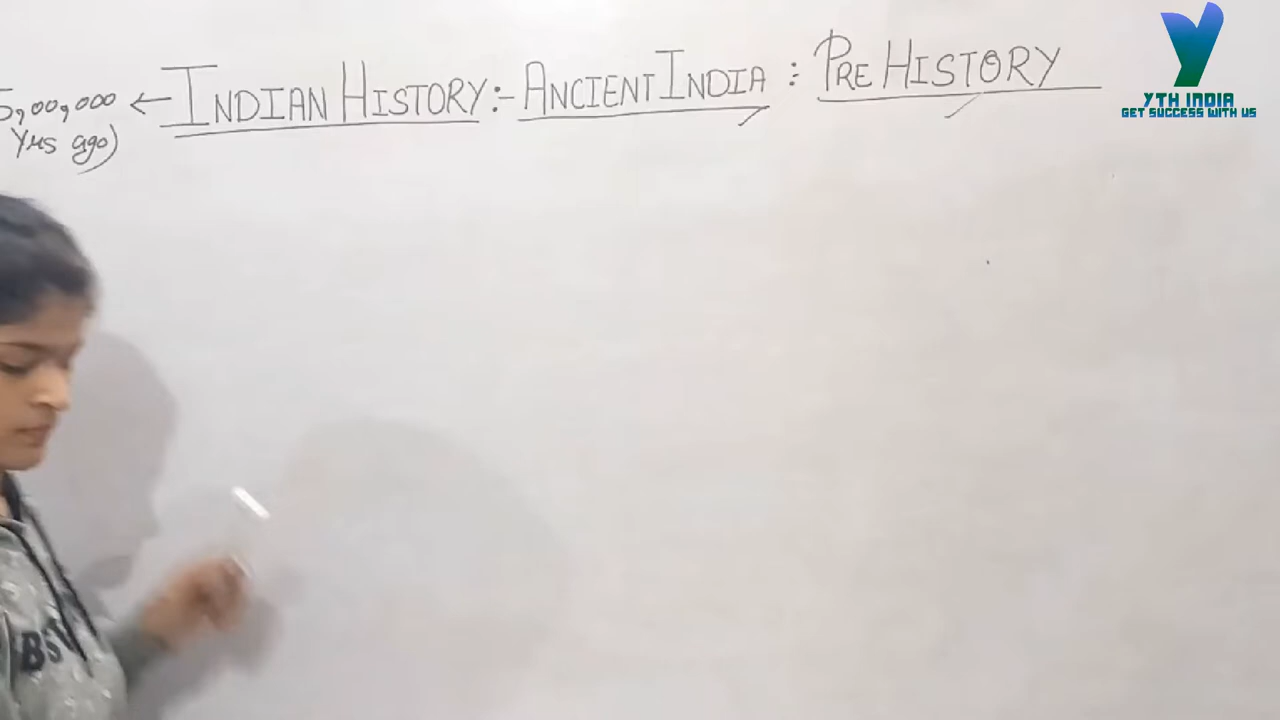 INDIAN HISTORY:- ANCIENT INDIA : PRE HISTORY
5,00,000 ←
Yrs ago)
YTH INDIA
GET SUCCESS WITH US